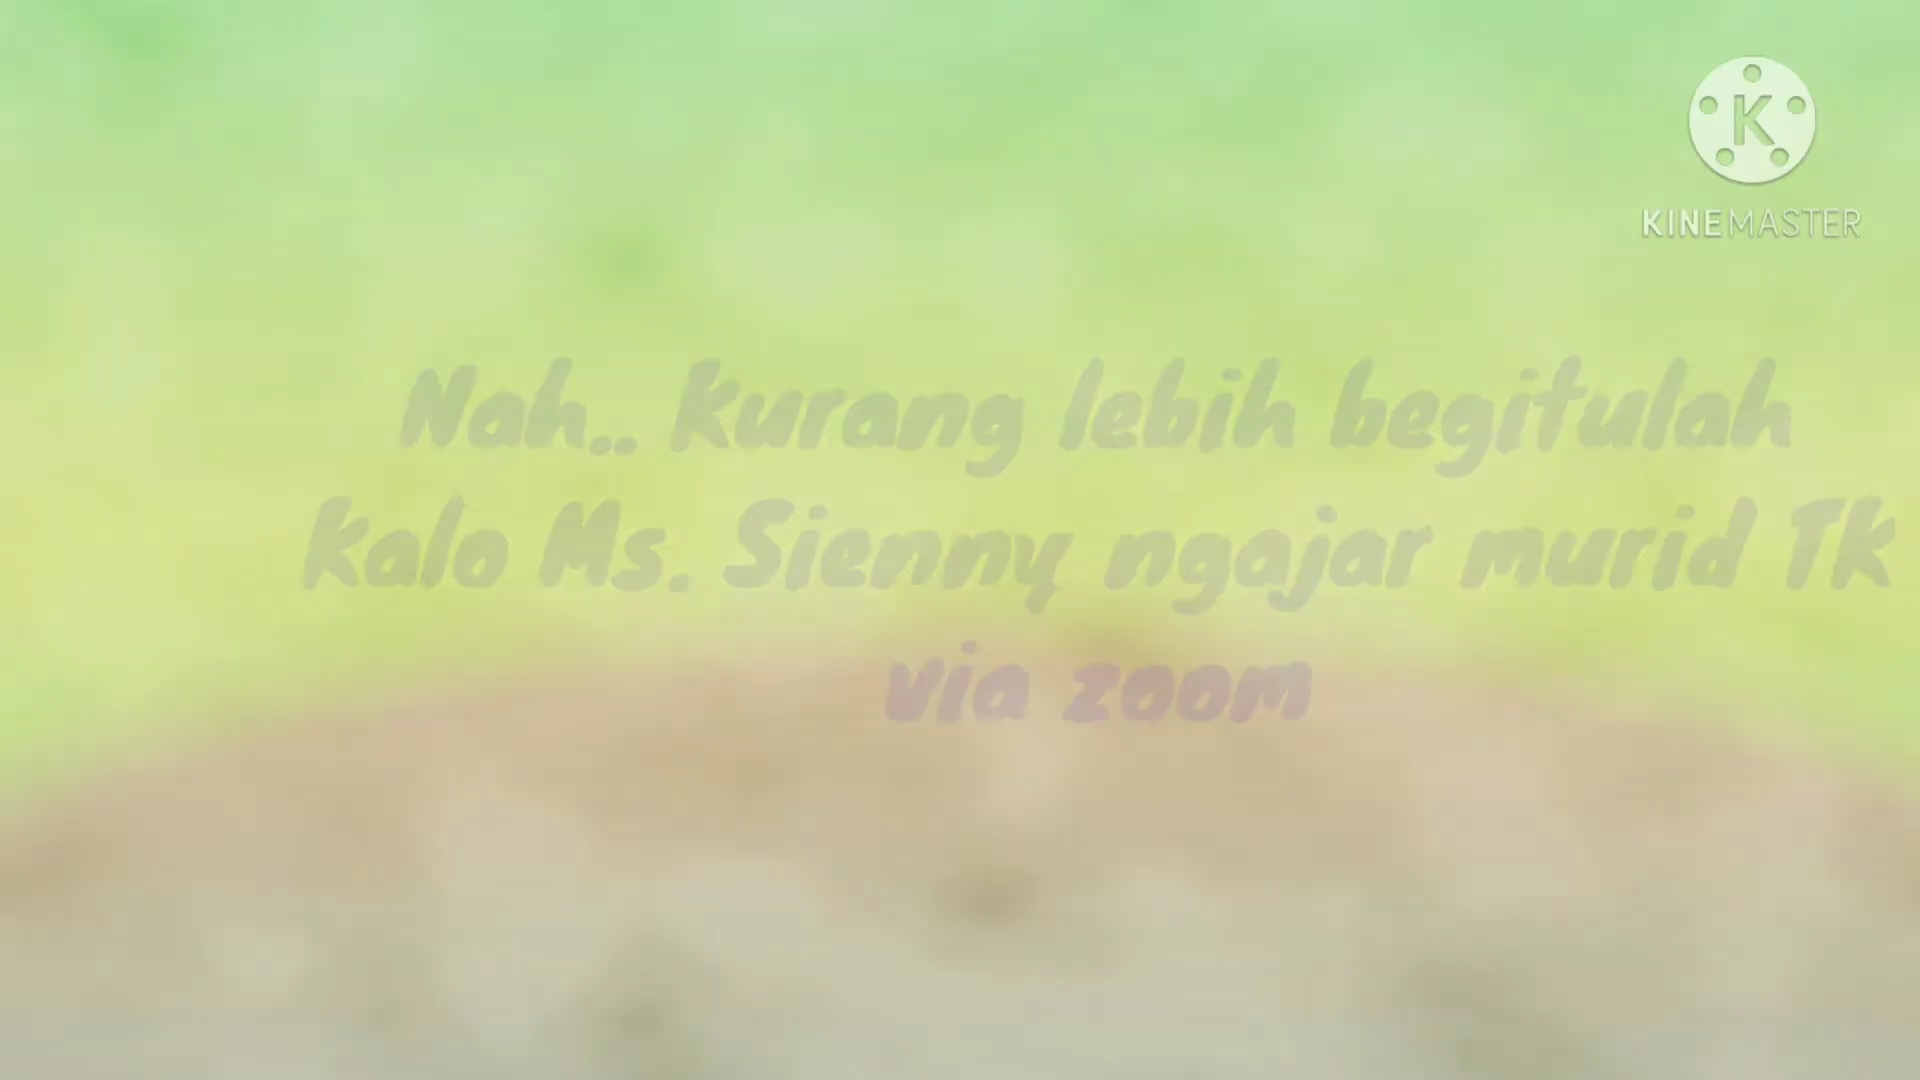 K
KINEMASTER
Nah.. Kurang lebih begitulah
Kalo Ms. Sienny ngajar murid TK
via zoom